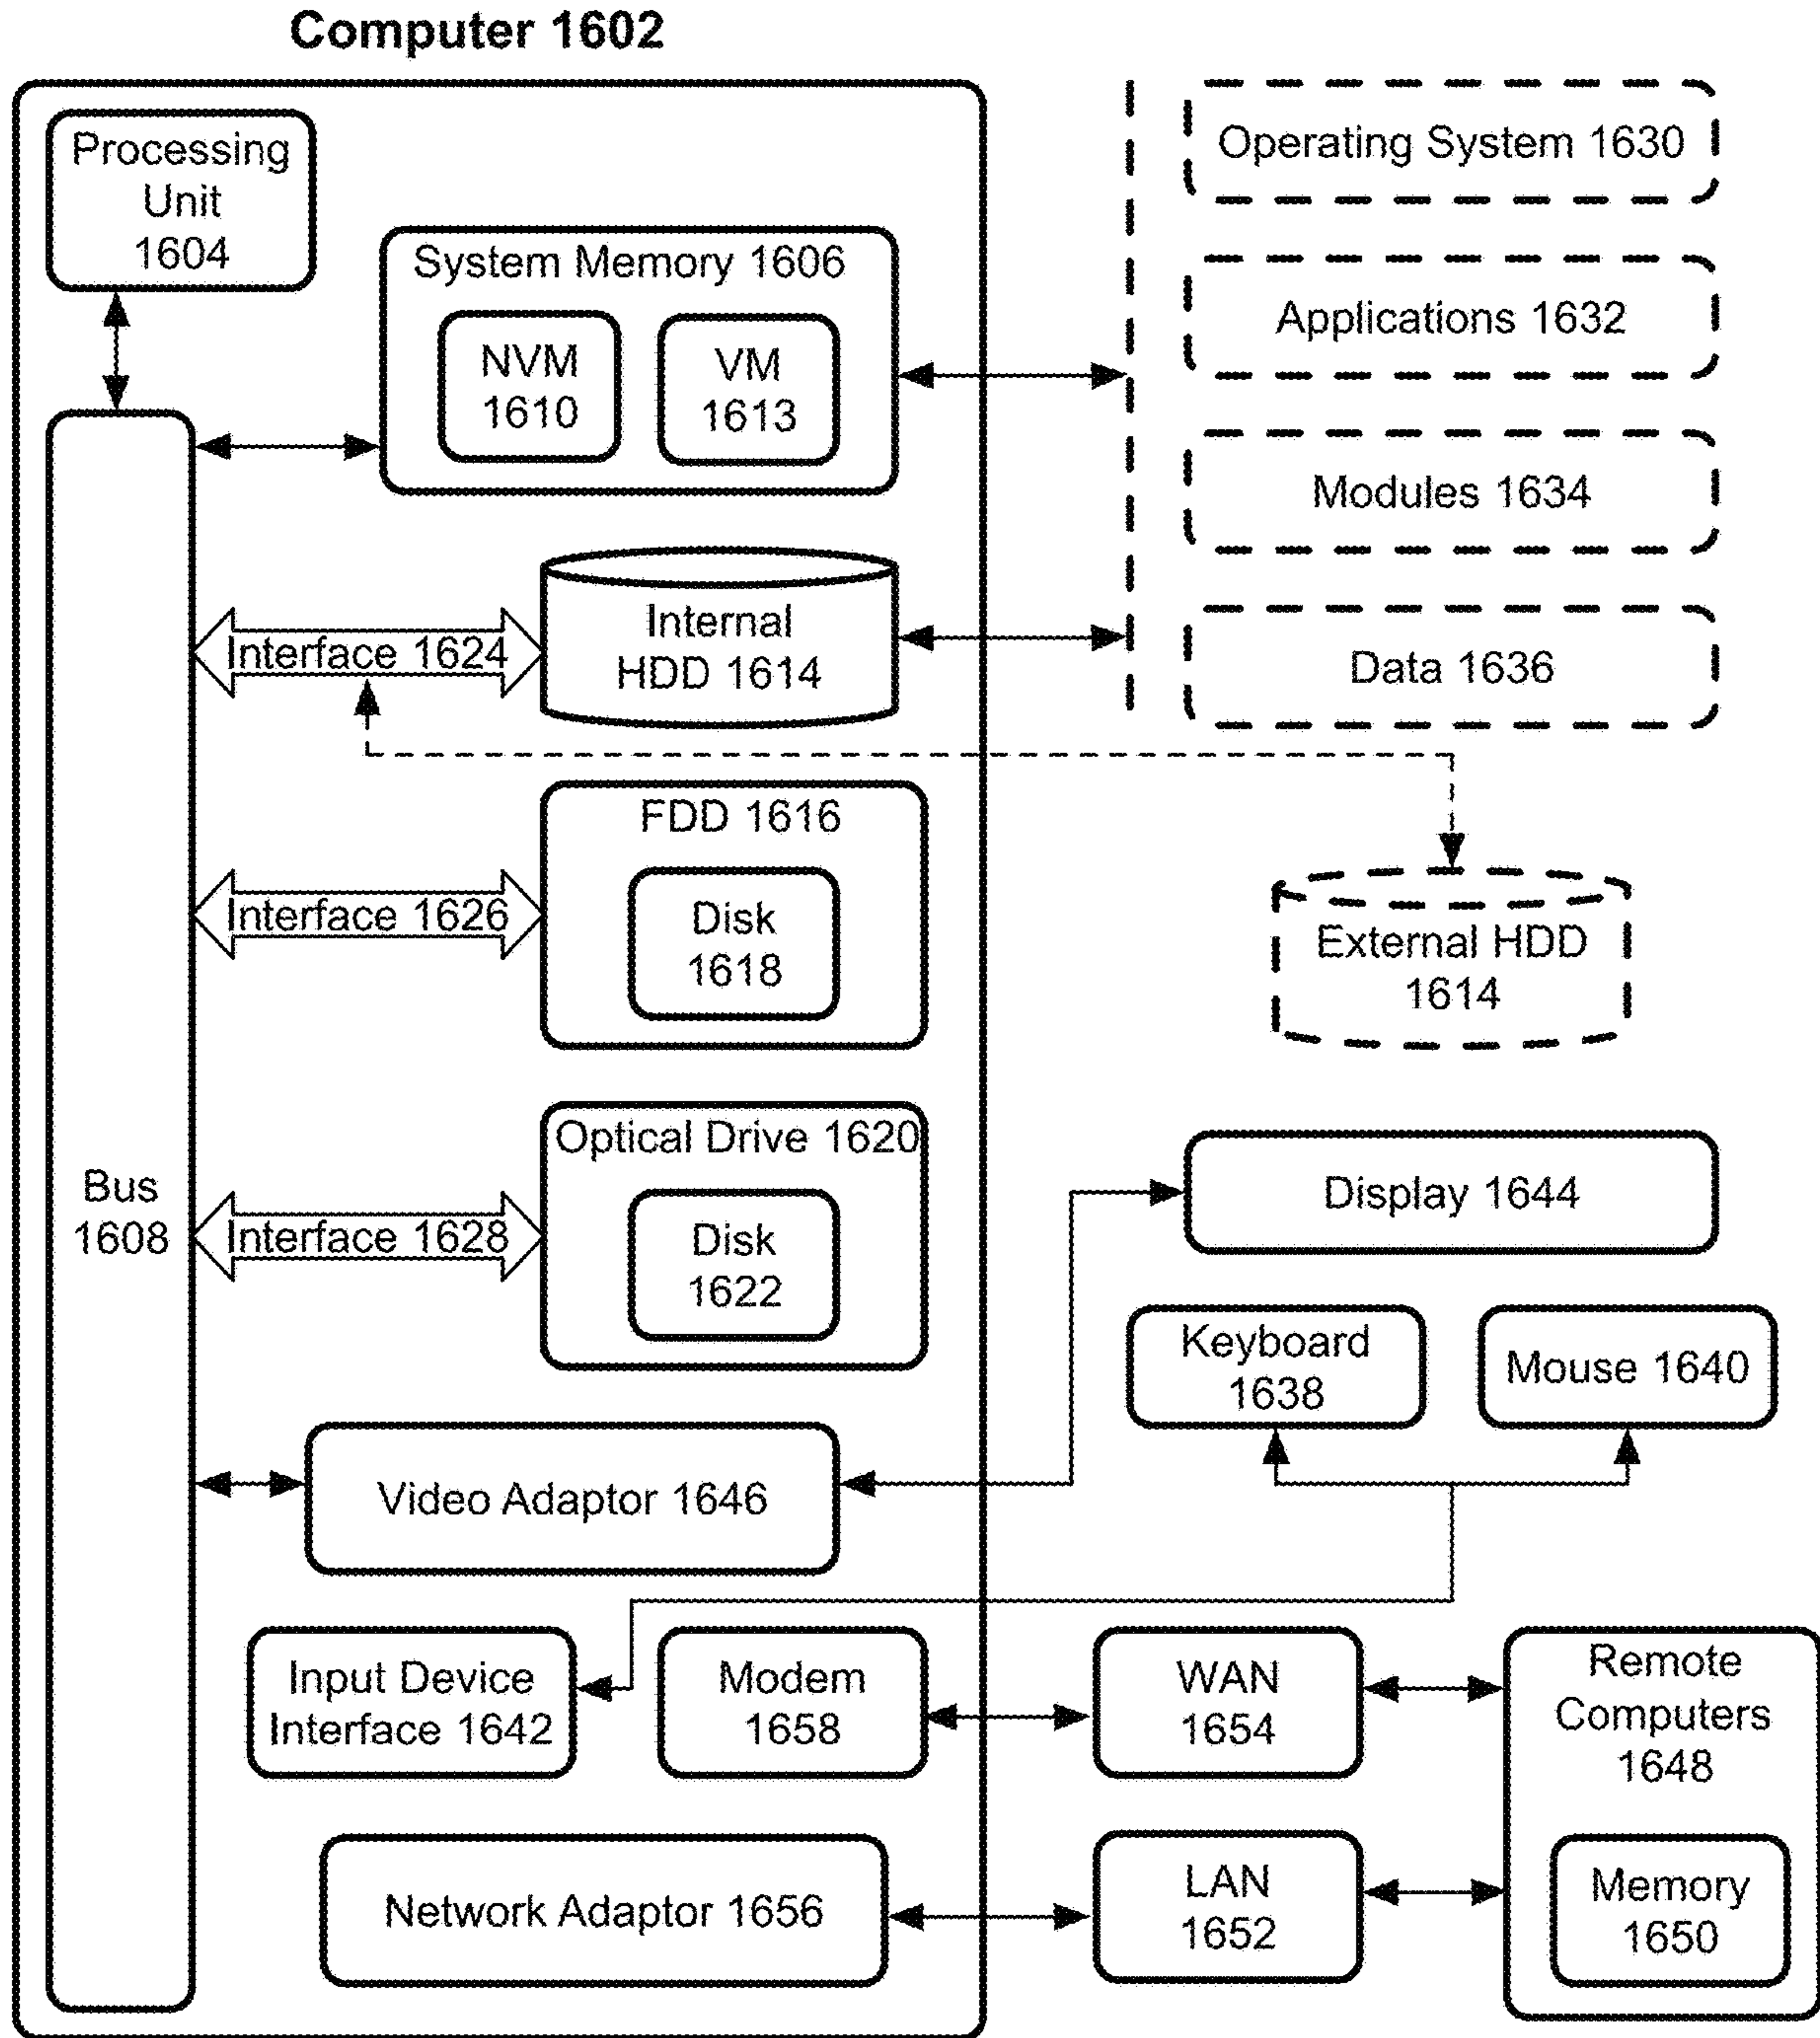 Computer 1602
Processing
Unit
1604
System Memory 1606
NVM
1610
VM
1613
Operating System 1630
Applications 1632
Modules 1634
Data 1636
Interface 1624
Internal
HDD 1614
External HDD
1614
FDD 1616
Disk
1618
Interface 1626
Optical Drive 1620
Disk
1622
Interface 1628
Bus
1608
Display 1644
Keyboard
1638
Mouse 1640
Video Adaptor 1646
Input Device
Interface 1642
Modem
1658
WAN
1654
Remote
Computers
1648
Network Adaptor 1656
LAN
1652
Memory
1650